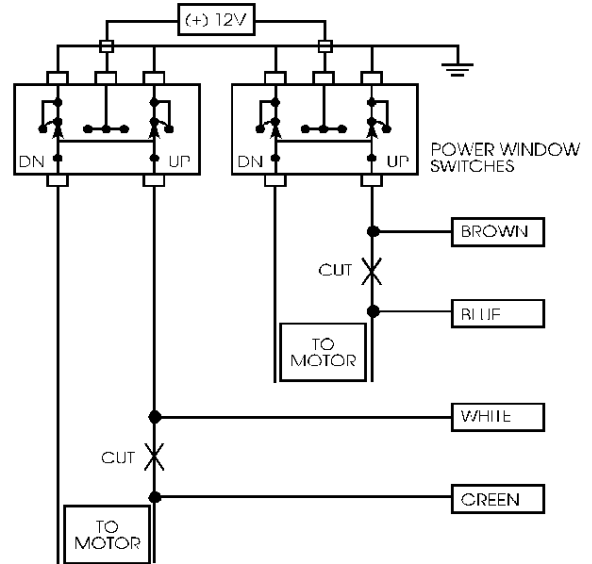 (+) 12V
DN
UP
DN
UP
POWER WINDOW
SWITCHES
BROWN
CUT
BLUE
TO
MOTOR
WHITE
CUT
GREEN
TO
MOTOR